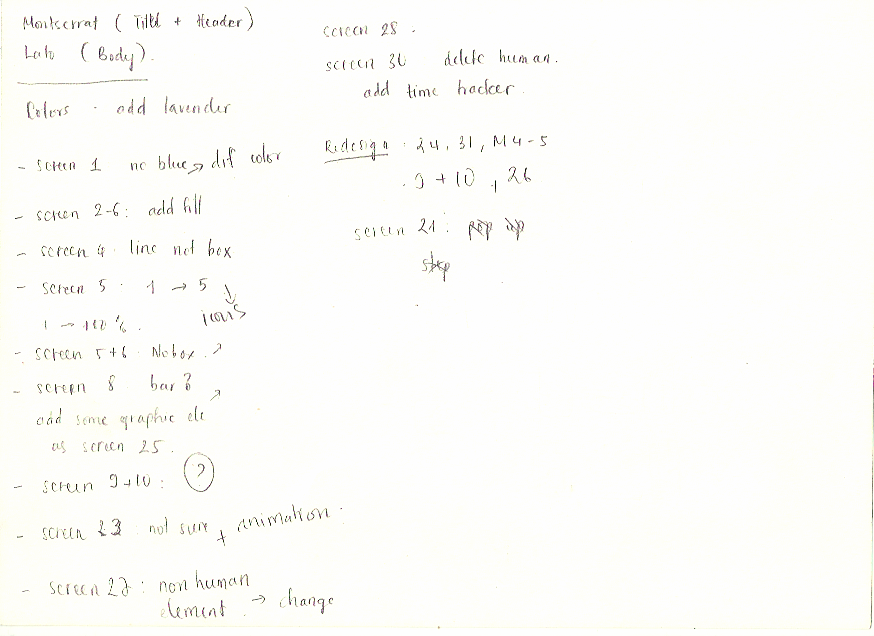 Montserrat ( Title + Header)
Lato ( Body ).
Colors - add lavender
- screen 1 no blue → dif color
- screen 2-6: add fill
- screen 4. line not box
- screen 5. 1 → 5
1 → 100%. icons
- screen 5+6 No box.
- screen 8 bar?
add some graphic ele
as screen 25.
- screen 9+10: ?
- screen 23 not sure + animation.
- screen 27: non human
element → change
screen 28.
screen 36 delete human.
add time hacker.
Redesign. 24, 31, M4-5
. 9 + 10, 26
screen 21: